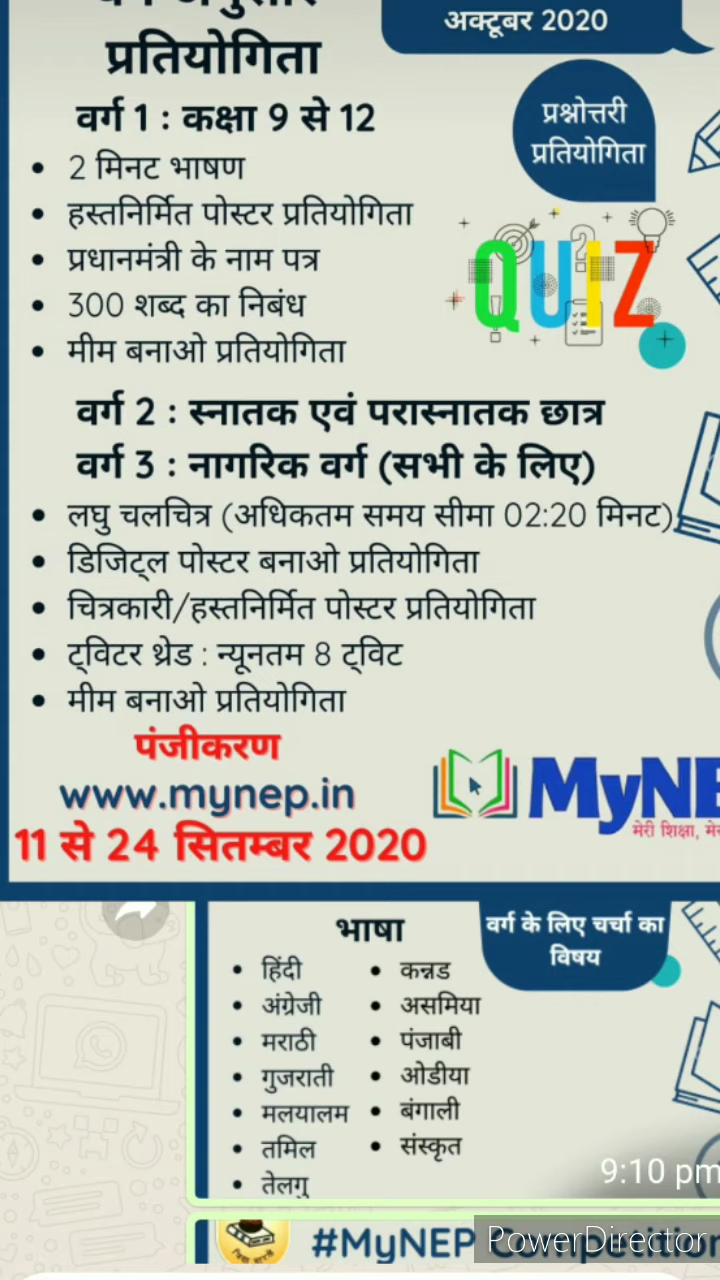 अक्टूबर 2020
प्रतियोगिता
वर्ग 1 : कक्षा 9 से 12
प्रश्नोत्तरी
प्रतियोगिता
• 2 मिनट भाषण
• हस्तनिर्मित पोस्टर प्रतियोगिता
• प्रधानमंत्री के नाम पत्र
• 300 शब्द का निबंध
• मीम बनाओ प्रतियोगिता
QUIZ
वर्ग 2 : स्नातक एवं परास्नातक छात्र
वर्ग 3 : नागरिक वर्ग (सभी के लिए)
• लघु चलचित्र (अधिकतम समय सीमा 02:20 मिनट)
• डिजिट्ल पोस्टर बनाओ प्रतियोगिता
• चित्रकारी/हस्तनिर्मित पोस्टर प्रतियोगिता
• ट्विटर थ्रेड : न्यूनतम 8 ट्विट
• मीम बनाओ प्रतियोगिता
पंजीकरण
www.mynep.in
11 से 24 सितम्बर 2020
MyNE
मेरी शिक्षा,
भाषा
वर्ग के लिए चर्चा का
विषय
• हिंदी
• अंग्रेजी
• मराठी
• गुजराती
• मलयालम
• तमिल
• तेलगु
• कन्नड
• असमिया
• पंजाबी
• ओडीया
• बंगाली
• संस्कृत
9:10 pm
#MyNEP Competition
PowerDirector